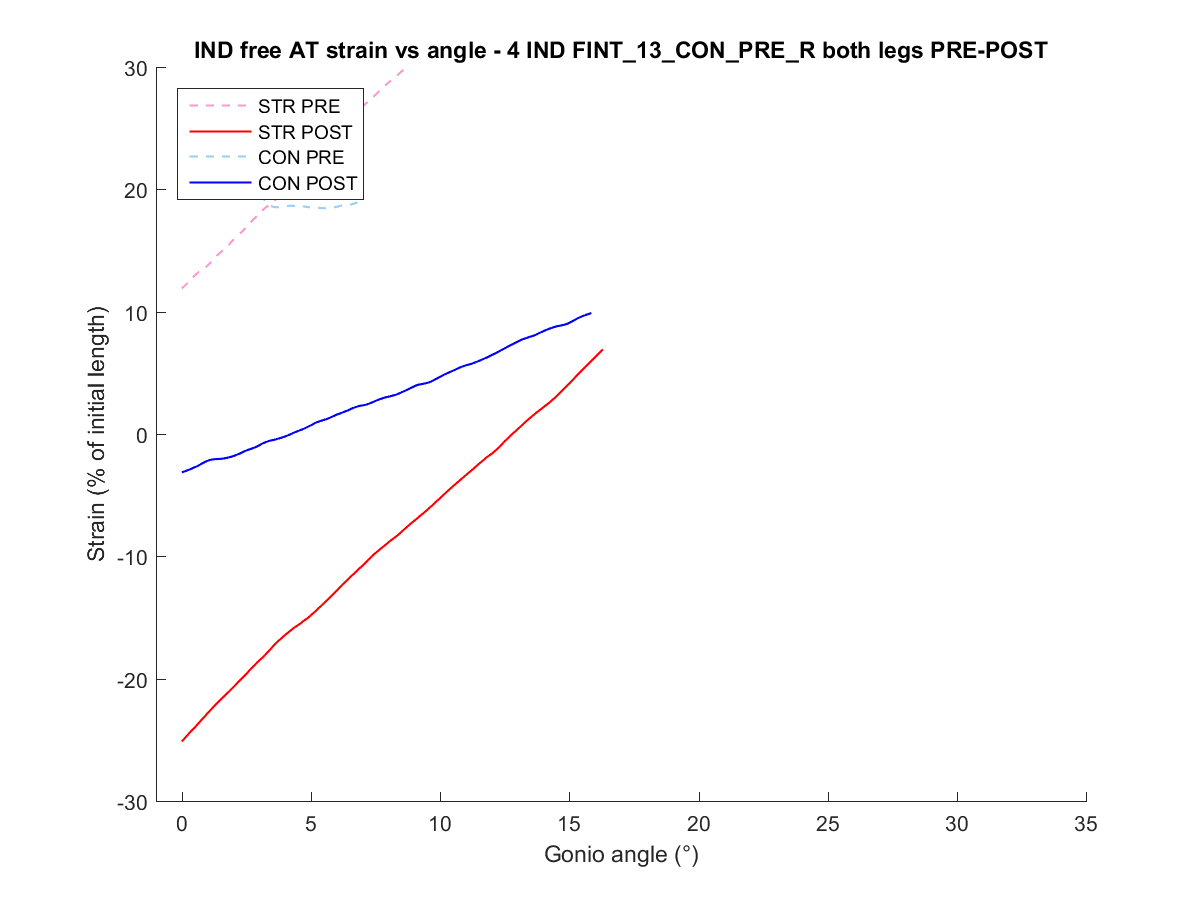 IND free AT strain vs angle - 4 IND FINT_13_CON_PRE_R both legs PRE-POST
30
20
10
0
-10
-20
-30
Strain (% of initial length)
STR PRE
STR POST
CON PRE
CON POST
0 5 10 15 20 25 30 35
Gonio angle (°)